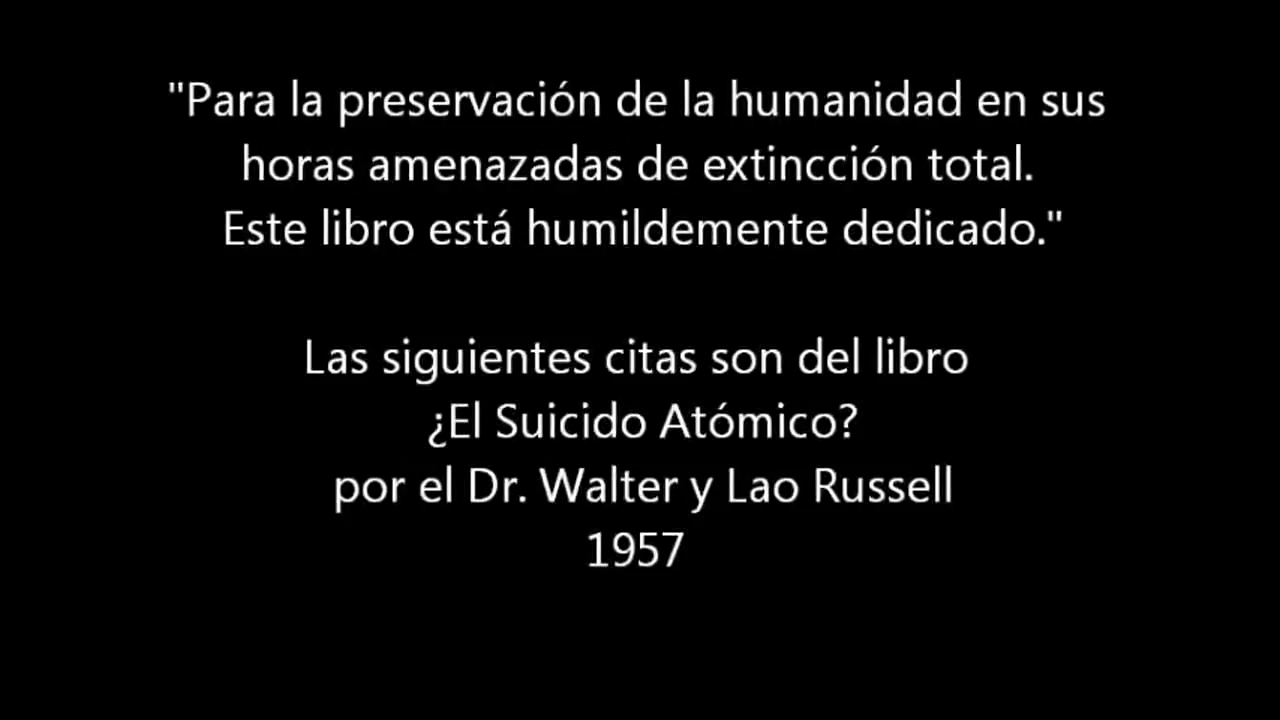 "Para la preservación de la humanidad en sus
horas amenazadas de extincción total.
Este libro está humildemente dedicado."
Las siguientes citas son del libro
¿El Suicido Atómico?
por el Dr. Walter y Lao Russell
1957